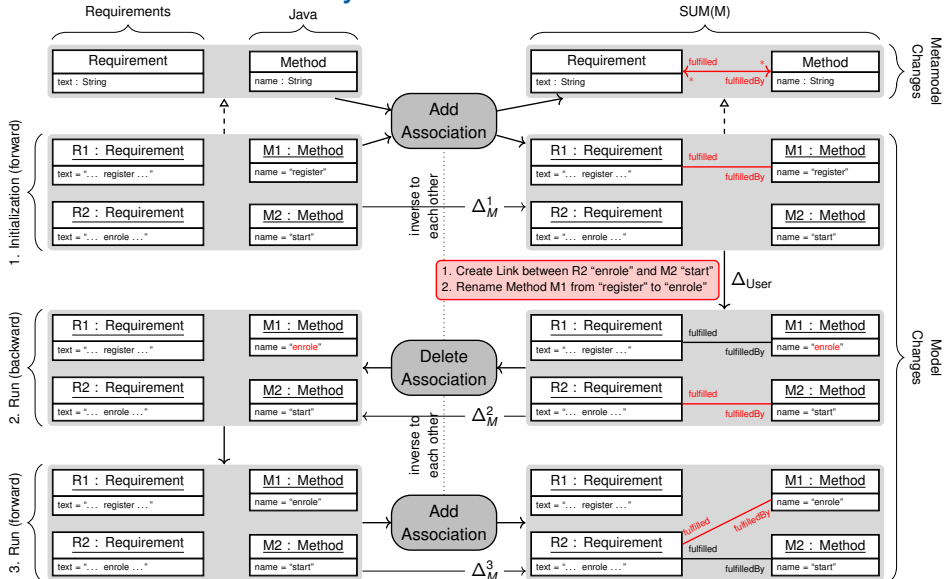 Requirements
Java
SUM(M)
Requirement
text : String
Method
name : String
Requirement
text : String
fulfilled
*
*
fulfilledBy
Method
name : String
Metamodel
Changes
Add
Association
1. Initialization (forward)
R1 : Requirement
text = “... register ...”
M1 : Method
name = “register”
R2 : Requirement
text = “... enrole ...”
M2 : Method
name = “start”
inverse to
each other
Δ¹M
R1 : Requirement
text = “... register ...”
fulfilled
fulfilledBy
M1 : Method
name = “register”
R2 : Requirement
text = “... enrole ...”
M2 : Method
name = “start”
1. Create Link between R2 “enrole” and M2 “start”
2. Rename Method M1 from “register” to “enrole”
ΔUser
Model
Changes
2. Run (backward)
R1 : Requirement
text = “... register ...”
M1 : Method
name = “enrole”
R2 : Requirement
text = “... enrole ...”
M2 : Method
name = “start”
Delete
Association
Δ²M
R1 : Requirement
text = “... register ...”
fulfilled
fulfilledBy
M1 : Method
name = “enrole”
R2 : Requirement
text = “... enrole ...”
fulfilled
fulfilledBy
M2 : Method
name = “start”
inverse to
each other
3. Run (forward)
R1 : Requirement
text = “... register ...”
M1 : Method
name = “enrole”
R2 : Requirement
text = “... enrole ...”
M2 : Method
name = “start”
Add
Association
Δ³M
R1 : Requirement
text = “... register ...”
M1 : Method
name = “enrole”
fulfilled
fulfilledBy
R2 : Requirement
text = “... enrole ...”
fulfilled
fulfilledBy
M2 : Method
name = “start”